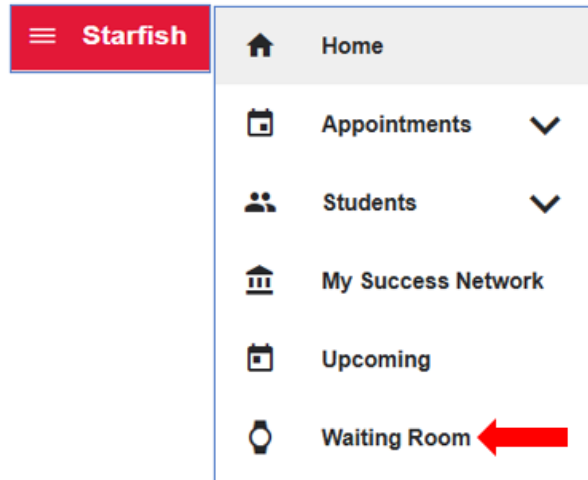 Starfish
Home
Appointments
Students
My Success Network
Upcoming
Waiting Room